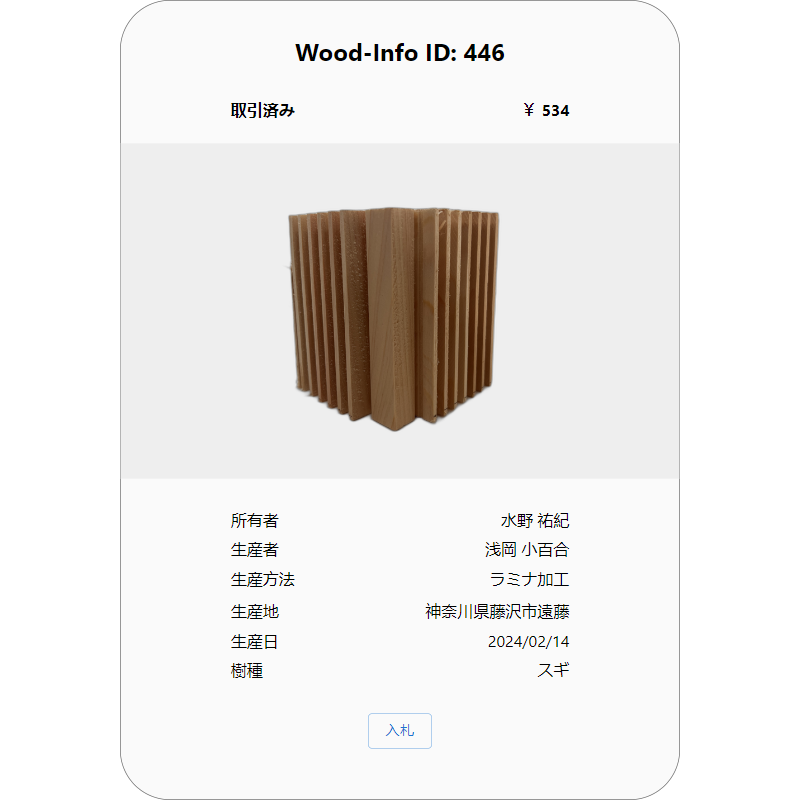 Wood-Info ID: 446
取引済み ￥ 534
所有者 水野 祐紀
生産者 浅岡 小百合
生産方法 ラミナ加工
生産地 神奈川県藤沢市遠藤
生産日 2024/02/14
樹種 スギ
入札